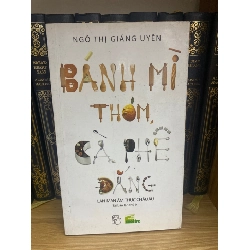 NGÔ THỊ GIÁNG UYÊN
BÁNH MÌ
THƠM,
CÀ PHÊ
ĐẮNG